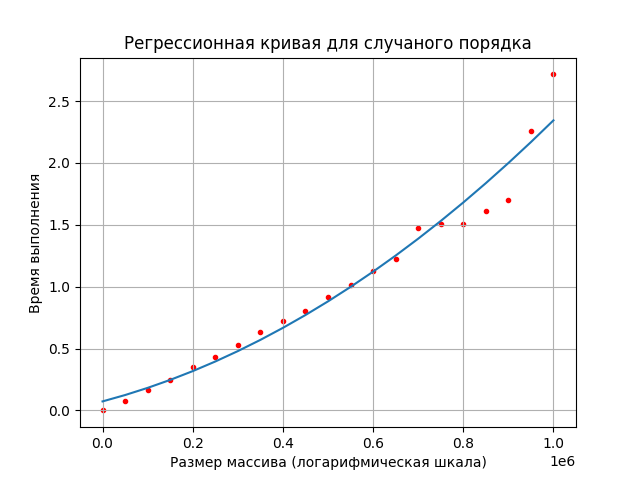 Регрессионная кривая для случаного порядка
Время выполнения
2.5
2.0
1.5
1.0
0.5
0.0
0.0 0.2 0.4 0.6 0.8 1.0
1e6
Размер массива (логарифмическая шкала)